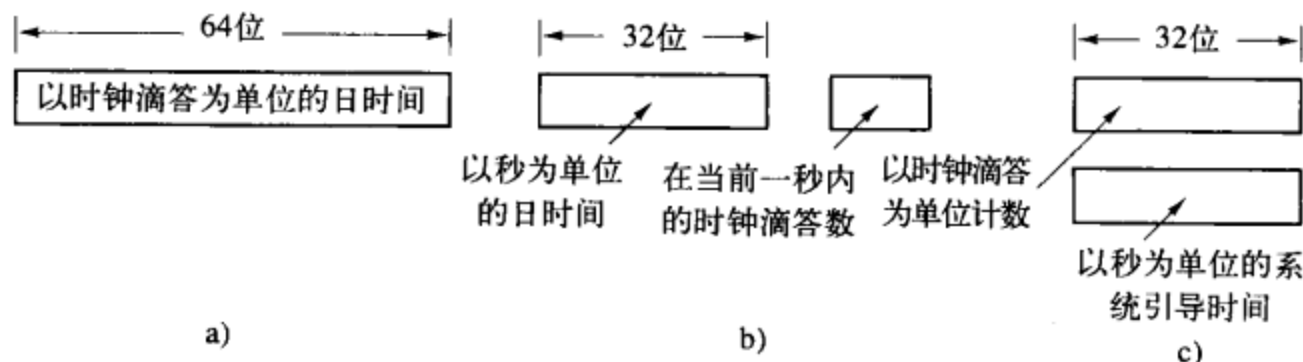 64位
以时钟滴答为单位的日时间
a)
32位
以秒为单位
的日时间
在当前一秒内
的时钟滴答数
b)
32位
以时钟滴答
为单位计数
以秒为单位的系
统引导时间
c)